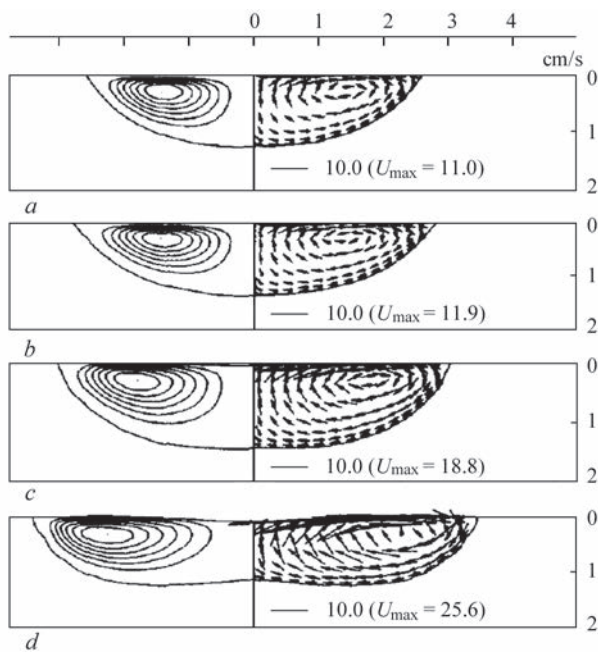 0 1 2 3 4
cm/s
0
1
2
10.0 (Umax = 11.0)
a
0
1
2
10.0 (Umax = 11.9)
b
0
1
2
10.0 (Umax = 18.8)
c
0
1
2
10.0 (Umax = 25.6)
d